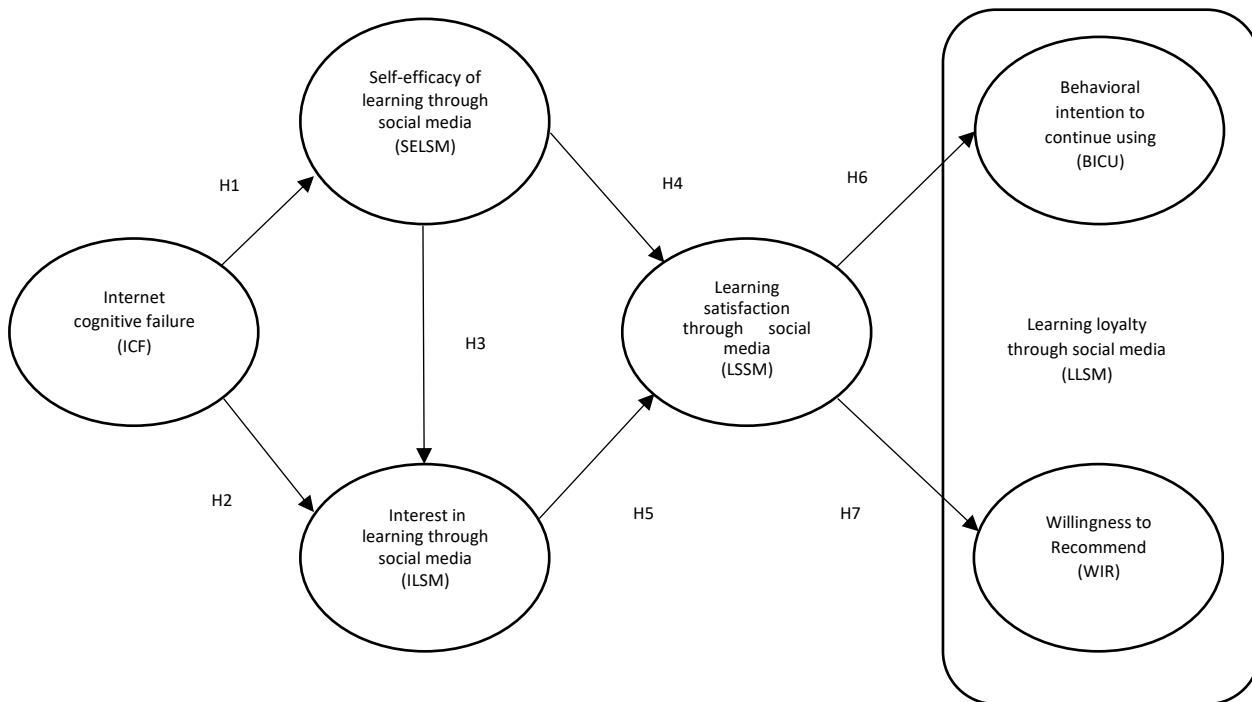 Self-efficacy of
learning through
social media
(SELSM)
Behavioral
intention to
continue using
(BICU)
H1
H4
H6
Internet
cognitive failure
(ICF)
H3
Learning
satisfaction
through social
media
(LSSM)
Learning loyalty
through social media
(LLSM)
H2
Interest in
learning through
social media
(ILSM)
H5
H7
Willingness to
Recommend
(WIR)